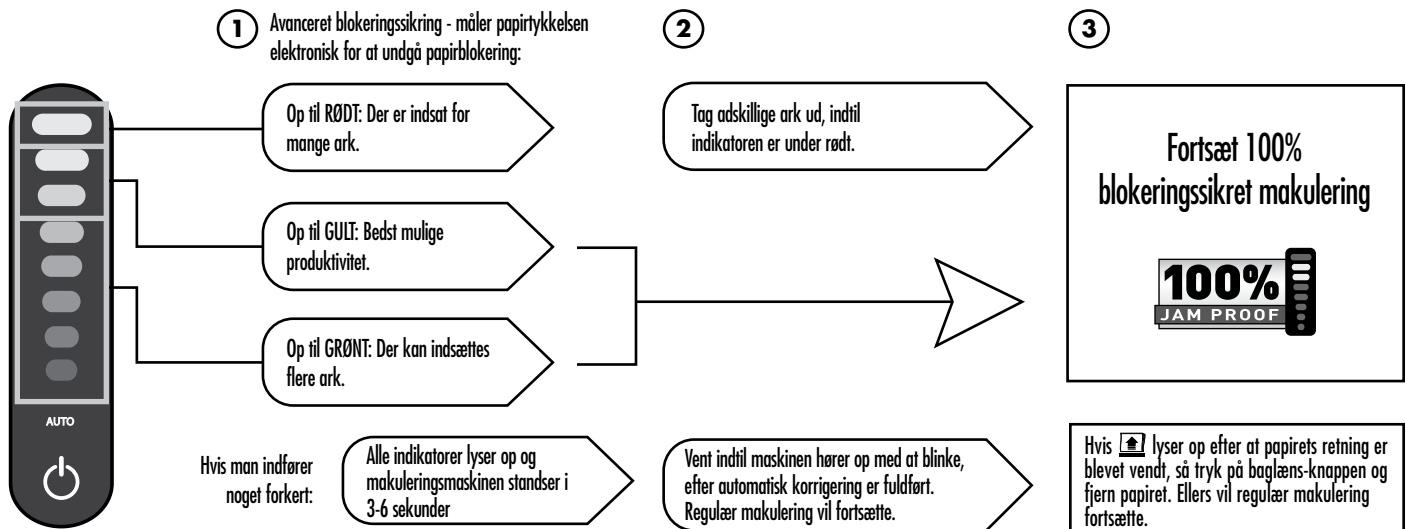 1
Avanceret blokeringssikring - måler papirtykkelsen
elektronisk for at undgå papirblokering:
Op til RØDT: Der er indsat for
mange ark.
Op til GULT: Bedst mulige
produktivitet.
Op til GRØNT: Der kan indsættes
flere ark.
AUTO
Hvis man indfører
noget forkert:
Alle indikatorer lyser op og
makuleringsmaskinen standser i
3-6 sekunder
2
Tag adskillige ark ud, indtil
indikatoren er under rødt.
Vent indtil maskinen hører op med at blinke,
efter automatisk korrigering er fuldført.
Regulær makulering vil fortsætte.
3
Fortsæt 100%
blokeringssikret makulering
100%
JAM PROOF
Hvis lyser op efter at papirets retning er
blevet vendt, så tryk på baglæns-knappen og
fjern papiret. Ellers vil regulær makulering
fortsætte.